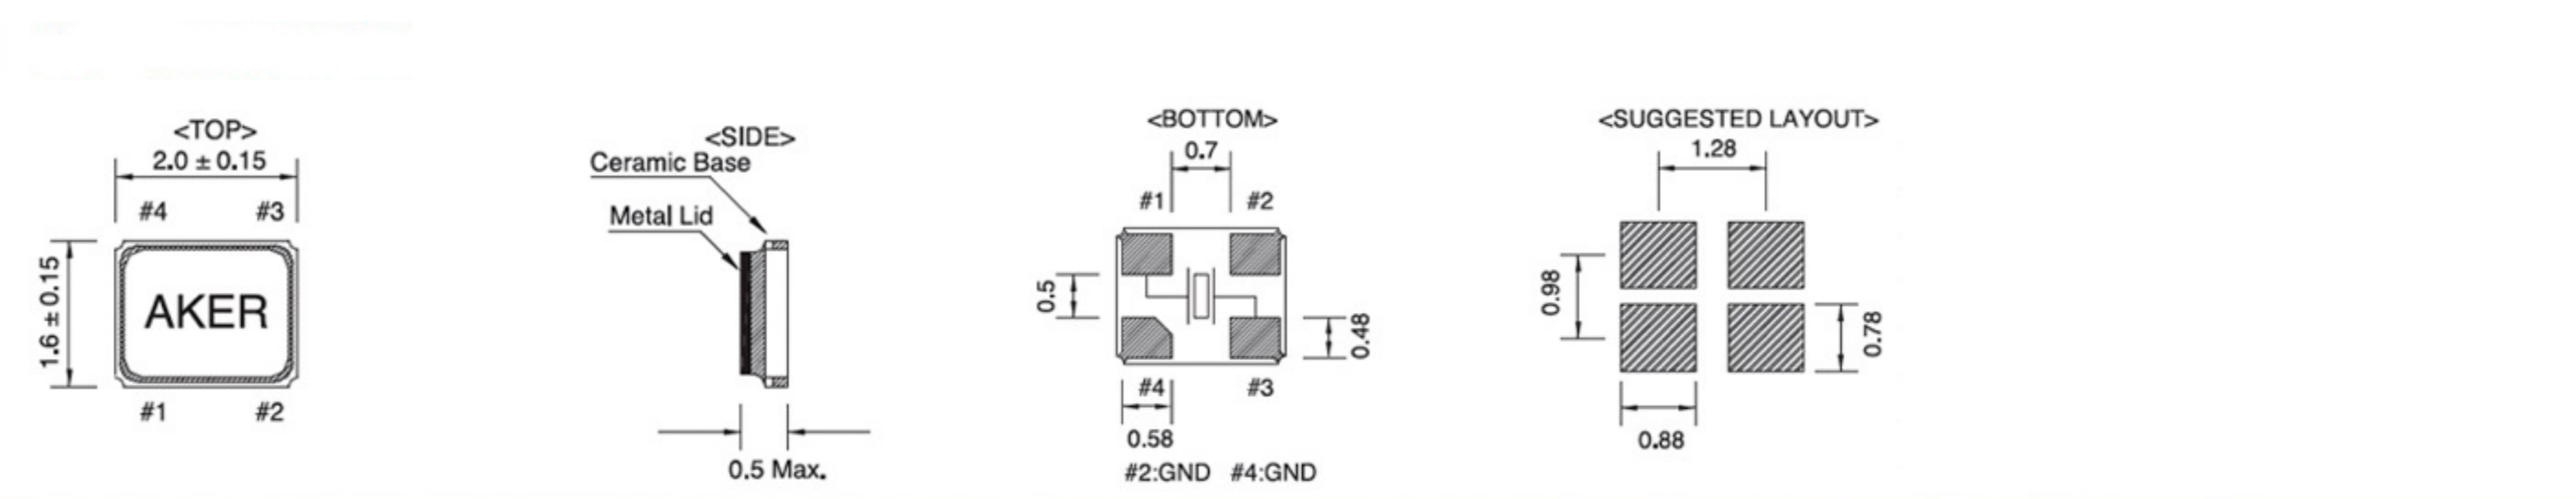 <TOP>
2.0 ± 0.15
#4 #3
1.6 ± 0.15
AKER
#1 #2
<SIDE>
Ceramic Base
Metal Lid
0.5 Max.
<BOTTOM>
0.7
#1 #2
0.5
0.48
#4 #3
0.58
#2:GND #4:GND
<SUGGESTED LAYOUT>
1.28
0.98
0.78
0.88